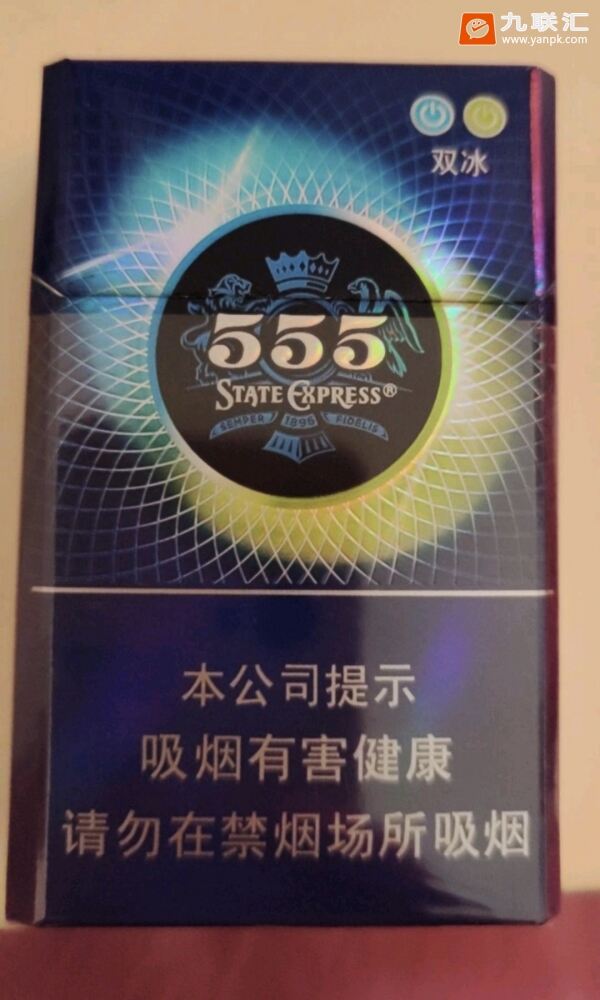 九联汇
www.yanpk.com
双冰
555
STATE EXPRESS®
SEMPER 1896 FIDELIS
本公司提示
吸烟有害健康
请勿在禁烟场所吸烟